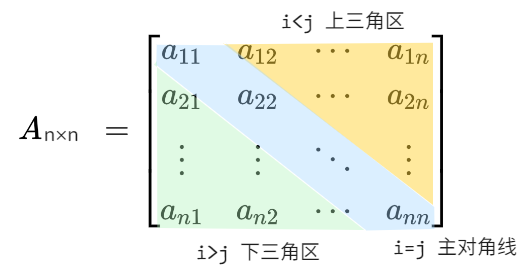 i<j 上三角区
a₁₁ a₁₂ ⋯ a₁ₙ
a₂₁ a₂₂ ⋯ a₂ₙ
Aₙₓₙ = ⋮ ⋮ ⋱ ⋮
aₙ₁ aₙ₂ ⋯ aₙₙ
i>j 下三角区
i=j 主对角线